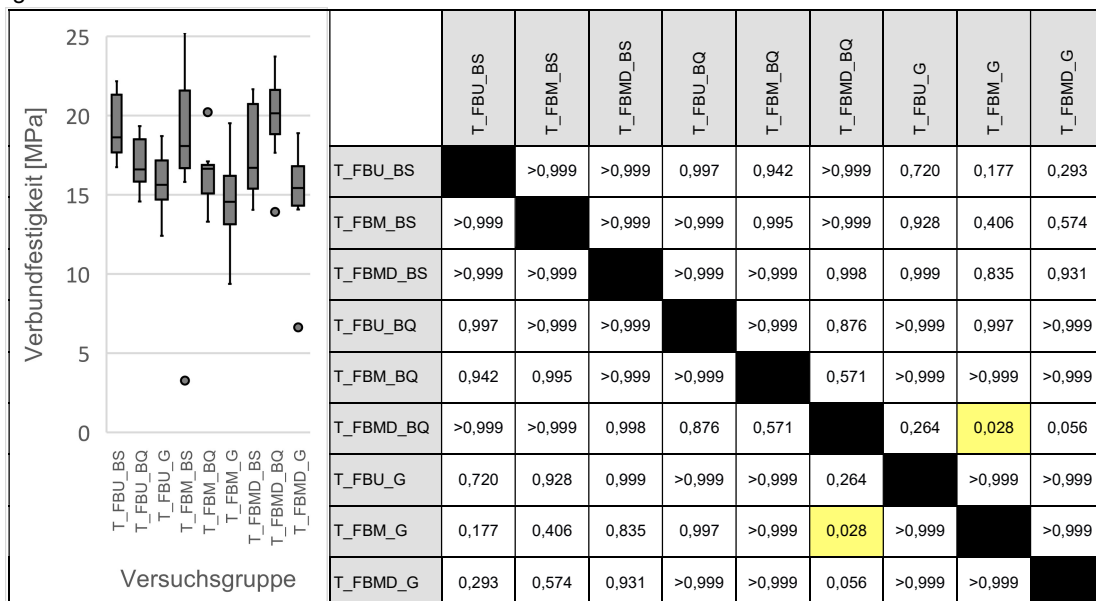 25
20
15
10
5
0
Verbundfestigkeit [MPa]
T_FBU_BS
T_FBU_BQ
T_FBU_G
T_FBM_BS
T_FBM_BQ
T_FBM_G
T_FBMD_BS
T_FBMD_BQ
T_FBMD_G
Versuchsgruppe
T_FBU_BS T_FBM_BS T_FBMD_BS T_FBU_BQ T_FBM_BQ T_FBMD_BQ T_FBU_G T_FBM_G T_FBMD_G
T_FBU_BS >0,999 >0,999 0,997 0,942 >0,999 0,720 0,177 0,293
T_FBM_BS >0,999 >0,999 >0,999 0,995 >0,999 0,928 0,406 0,574
T_FBMD_BS >0,999 >0,999 >0,999 >0,999 0,998 0,999 0,835 0,931
T_FBU_BQ 0,997 >0,999 >0,999 >0,999 0,876 >0,999 0,997 >0,999
T_FBM_BQ 0,942 0,995 >0,999 >0,999 0,571 >0,999 >0,999 >0,999
T_FBMD_BQ >0,999 >0,999 0,998 0,876 0,571 0,264 0,028 0,056
T_FBU_G 0,720 0,928 0,999 >0,999 >0,999 0,264 >0,999 >0,999
T_FBM_G 0,177 0,406 0,835 0,997 >0,999 0,028 >0,999 >0,999
T_FBMD_G 0,293 0,574 0,931 >0,999 >0,999 0,056 >0,999 >0,999